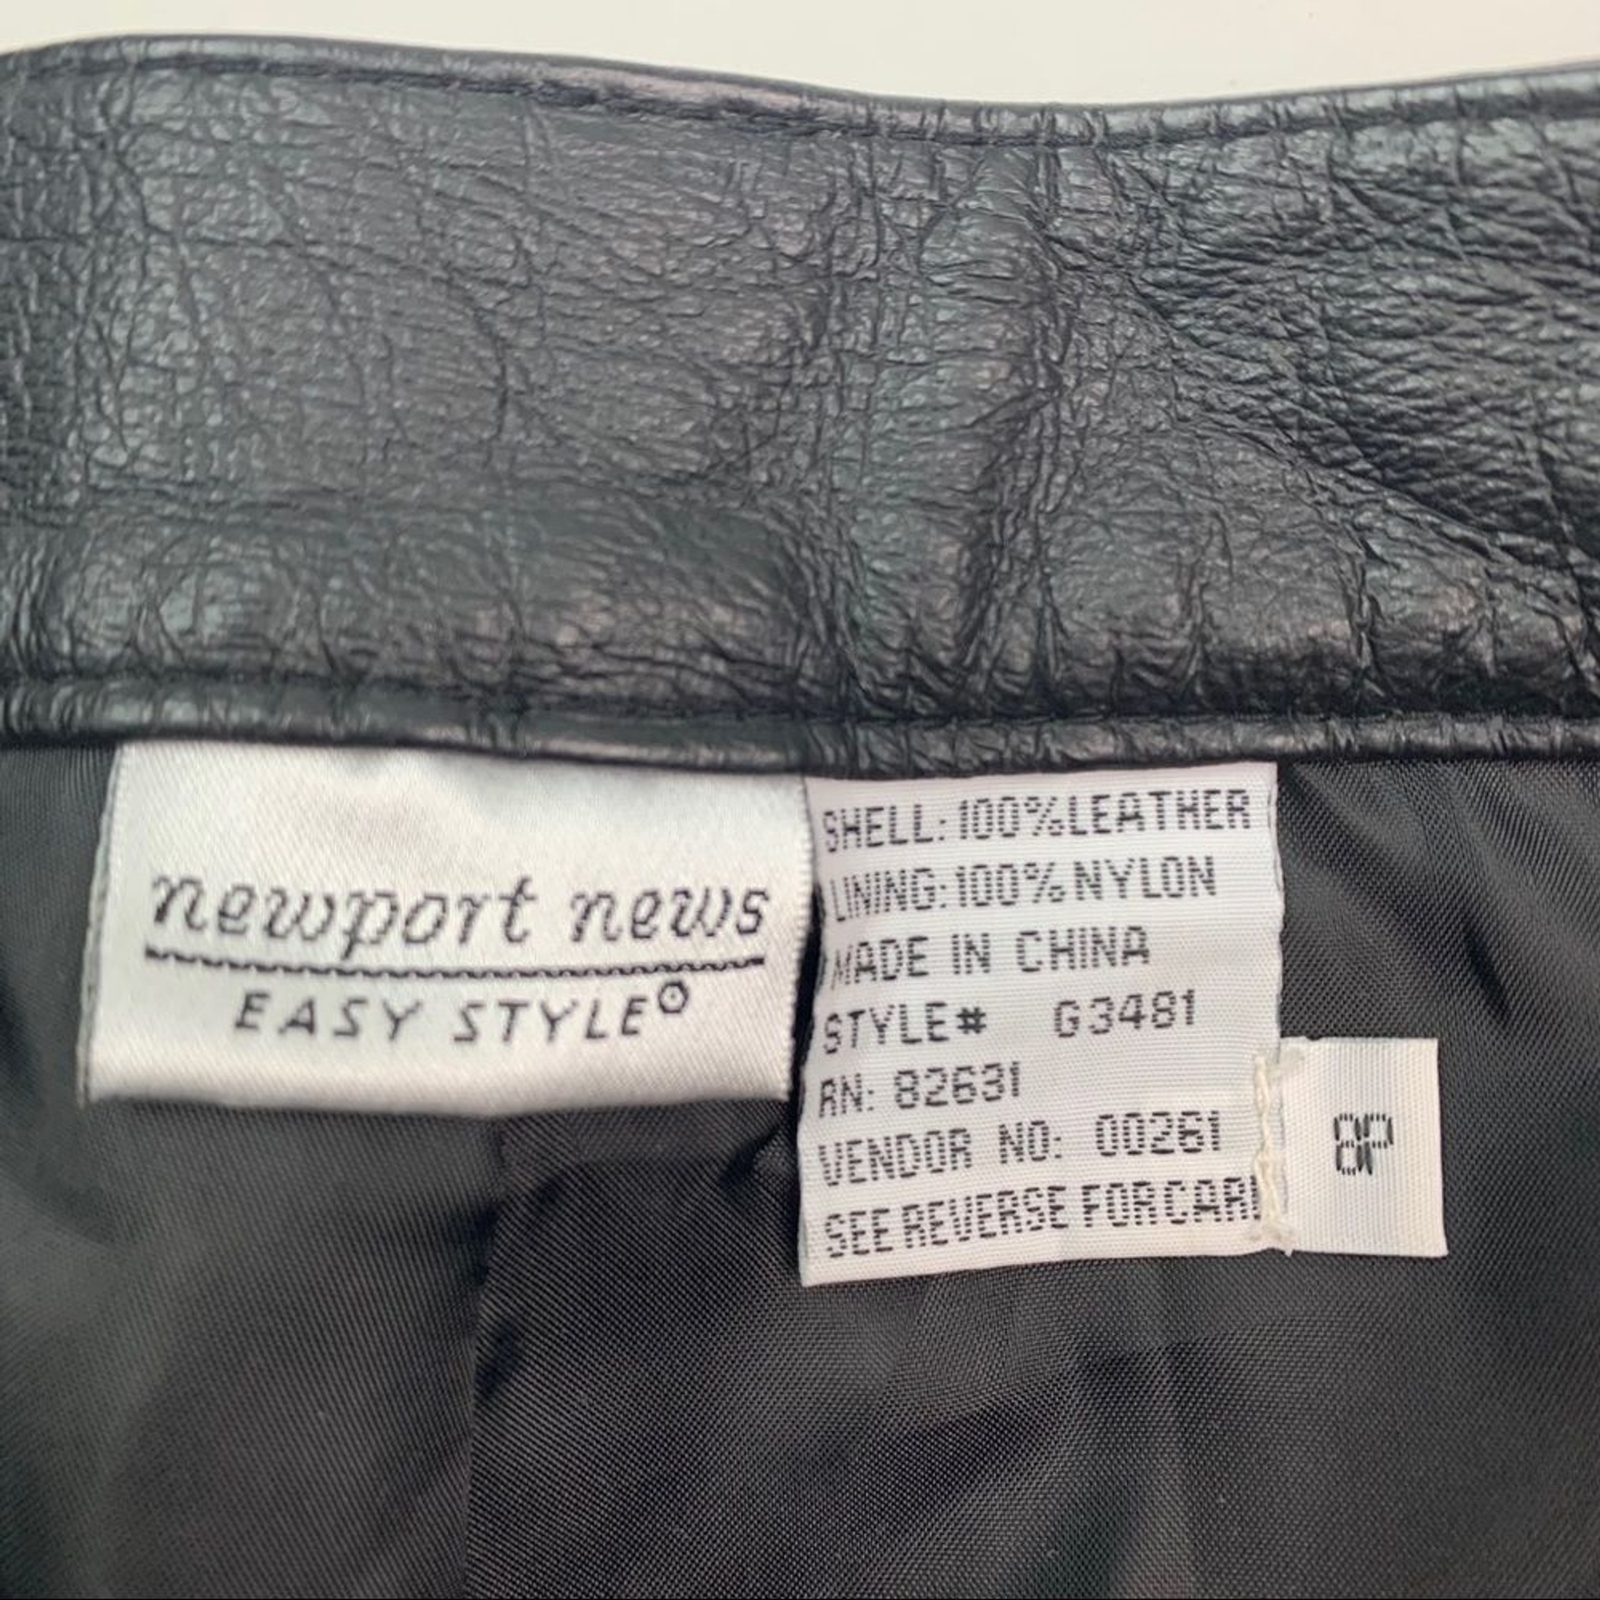 newport news
EASY STYLE®
SHELL: 100% LEATHER
LINING: 100% NYLON
MADE IN CHINA
STYLE# G3481
RN: 82631
VENDOR NO: 00261
SEE REVERSE FOR CAR
8P